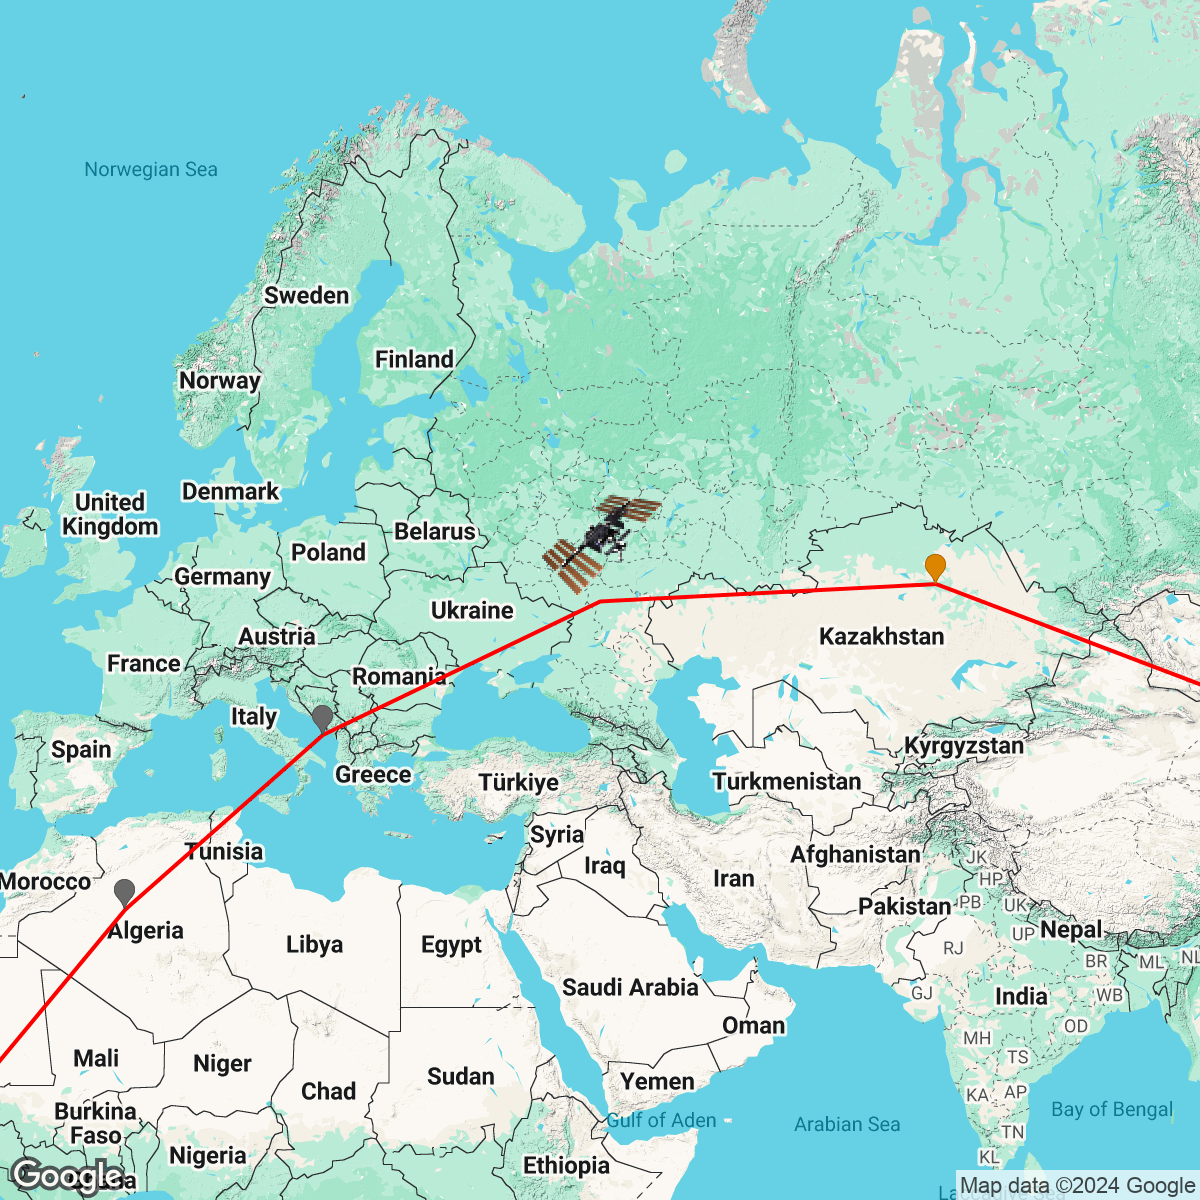 Norwegian Sea
Sweden
Finland
Norway
United
Kingdom
Denmark
Belarus
Poland
Germany
Ukraine
Austria
Kazakhstan
France
Romania
Italy
Spain
Kyrgyzstan
Greece
Türkiye
Turkmenistan
Syria
Tunisia
Afghanistan
JK
Iraq
Iran
HP
Morocco
Pakistan
PB
UK
Algeria
UP
Nepal
Libya
Egypt
RJ
BR
ML
NL
Saudi Arabia
GJ
India
WB
Oman
OD
Mali
Niger
MH
TS
Chad
Sudan
Yemen
KA
AP
Burkina
Faso
Gulf of Aden
Arabian Sea
Bay of Bengal
TN
Nigeria
Ethiopia
KL
Google
Ghana
Map data ©2024 Google